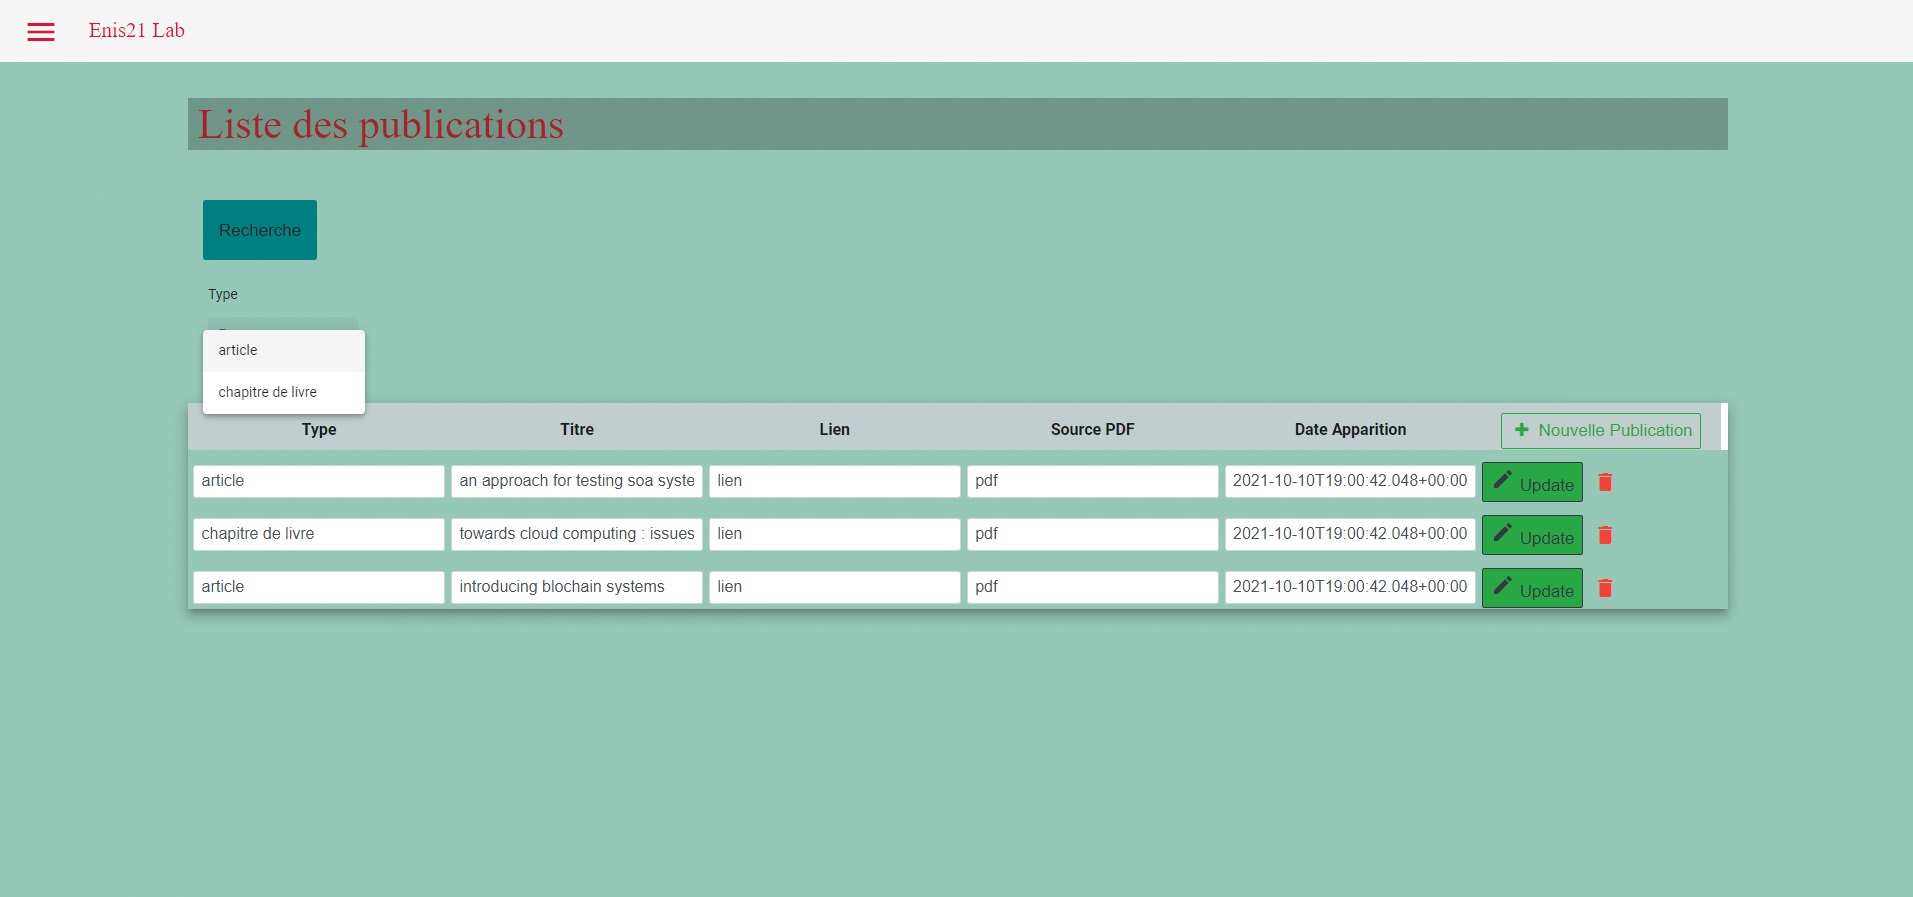 Enis21 Lab
Liste des publications
Recherche
Type
article
chapitre de livre
Type Titre Lien Source PDF Date Apparition Nouvelle Publication
article an approach for testing soa syste lien pdf 2021-10-10T19:00:42.048+00:00 Update
chapitre de livre towards cloud computing : issues lien pdf 2021-10-10T19:00:42.048+00:00 Update
article introducing blochain systems lien pdf 2021-10-10T19:00:42.048+00:00 Update